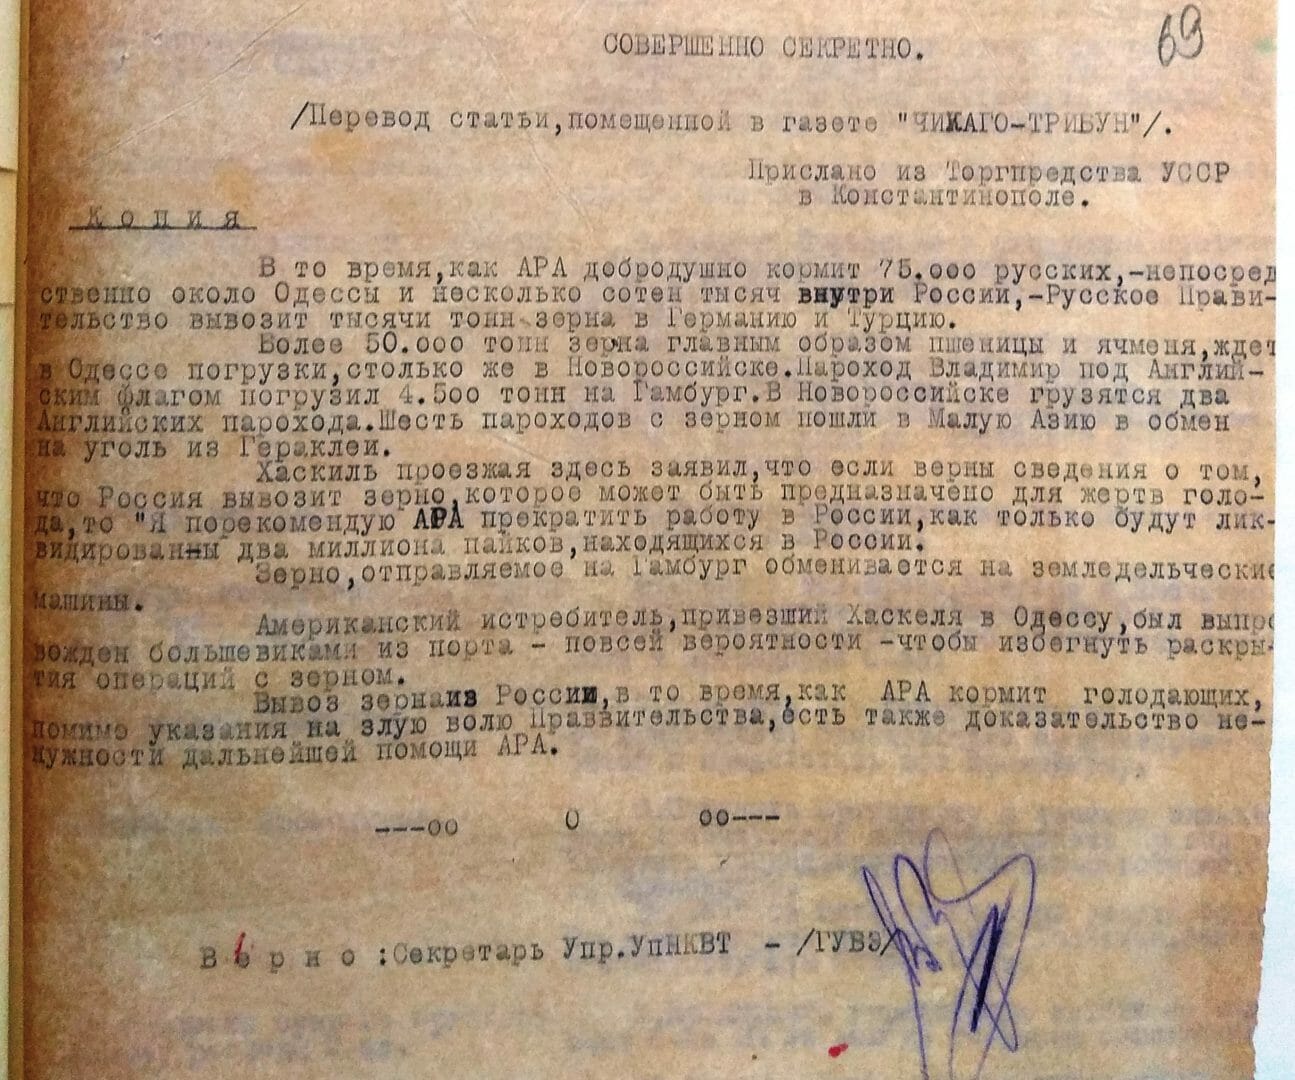 69
СОВЕРШЕННО СЕКРЕТНО.
/Перевод статьи,помещенной в газете "ЧИКАГО-ТРИБУН"/.
Прислано из Торгпредства УССР
в Константинополе.
Копия
В то время,как АРА добродушно кормит 75.000 русских,-непосред
ственно около Одессы и несколько сотен тысяч внутри России,-Русское Прави-
тельство вывозит тысячи тонн зерна в Германию и Турцию.
Более 50.000 тонн зерна главным образом пшеницы и ячменя,ждет
в Одессе погрузки,столько же в Новороссийске.Пароход Владимир под Англий-
ским флагом погрузил 4.500 тонн на Гамбург.В Новороссийске грузятся два
Английских парохода.Шесть пароходов с зерном пошли в Малую Азию в обмен
на уголь из Гераклеи.
Хаскиль проезжая здесь заявил,что если верны сведения о том,
что Россия вывозит зерно,которое может быть предназначено для жертв голо-
да,то "Я порекомендую АРА прекратить работу в России,как только будут лик-
видированны два миллиона пайков,находящихся в России.
Зерно,отправляемое на Гамбург обменивается на земледельческие
машины.
Американский истребитель,привезший Хаскеля в Одессу,был выпро
вожден большевиками из порта - повсей вероятности -чтобы избегнуть раскры-
тия операций с зерном.
Вывоз зернаиз России,в то время,как АРА кормит голодающих,
помимо указания на злую волю Праввительства,есть также доказательство не-
нужности дальнейшей помощи АРА.
---оо О оо---
Верно :Секретарь Упр.УпНКВТ - /ГУВЭ/